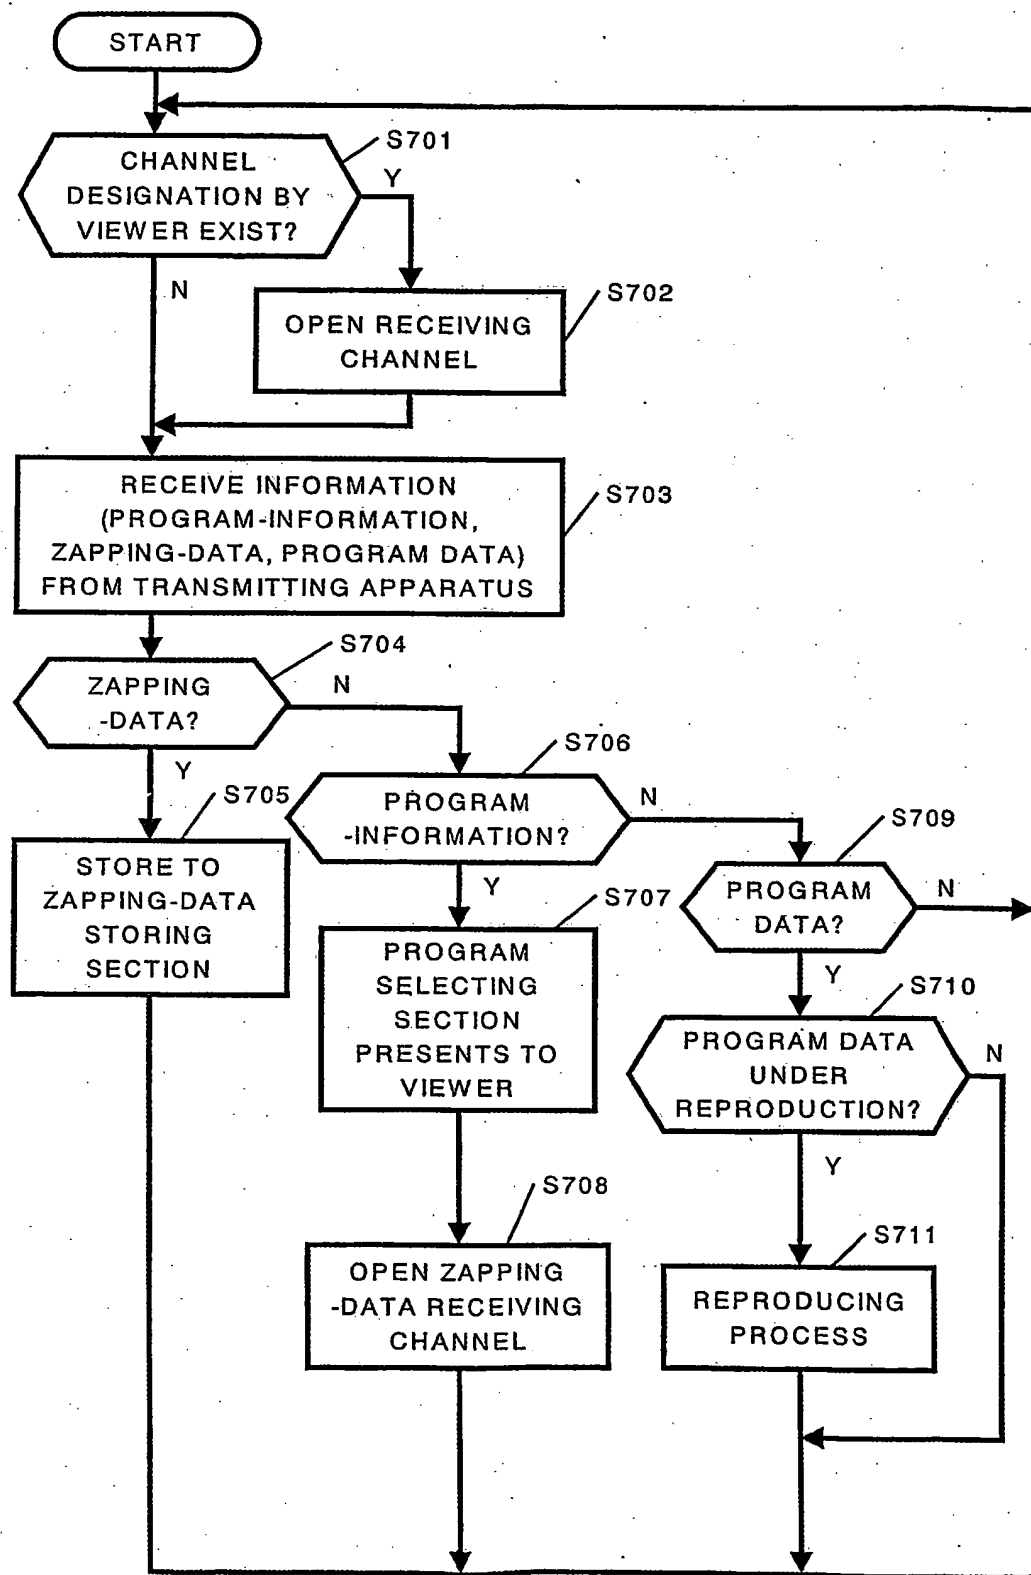 START
S701
CHANNEL
DESIGNATION BY
VIEWER EXIST?
Y
N
S702
OPEN RECEIVING
CHANNEL
S703
RECEIVE INFORMATION
(PROGRAM-INFORMATION,
ZAPPING-DATA, PROGRAM DATA)
FROM TRANSMITTING APPARATUS
S704
ZAPPING
-DATA?
N
Y
S705
STORE TO
ZAPPING-DATA
STORING
SECTION
S706
PROGRAM
-INFORMATION?
N
Y
S707
PROGRAM
SELECTING
SECTION
PRESENTS TO
VIEWER
S708
OPEN ZAPPING
-DATA RECEIVING
CHANNEL
S709
PROGRAM
DATA?
N
Y
S710
PROGRAM DATA
UNDER
REPRODUCTION?
N
Y
S711
REPRODUCING
PROCESS